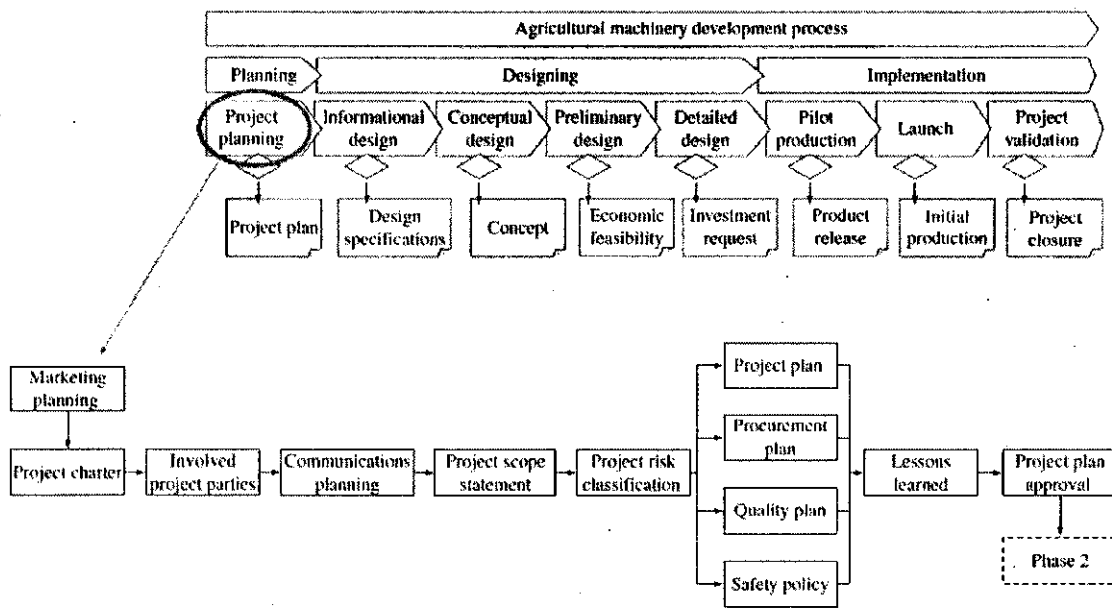 Agricultural machinery development process
Planning
Designing
Implementation
Project
planning
Informational
design
Conceptual
design
Preliminary
design
Detailed
design
Pilot
production
Launch
Project
validation
Project plan
Design
specifications
Concept
Economic
feasibility
Investment
request
Product
release
Initial
production
Project
closure
Marketing
planning
Project charter
Involved
project parties
Communications
planning
Project scope
statement
Project risk
classification
Project plan
Procurement
plan
Quality plan
Safety policy
Lessons
learned
Project plan
approval
Phase 2